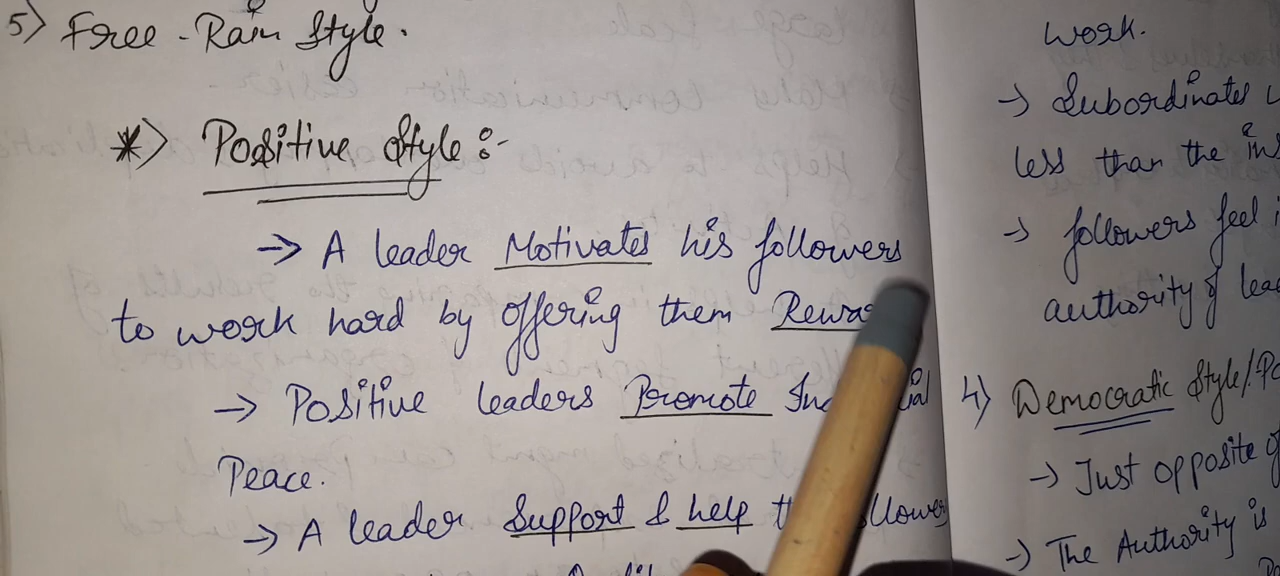 5) Free - Rain Style.
*) Positive Style :-
→ A leader Motivates his followers
to work hard by offering them
→ Positive leaders Promote
Peace.
→ A leader Support & help
work.
→ Subordinates
less than the
→ followers feel
authority of
4) Democratic Style/
→ Just opposite of
→ The Authority is